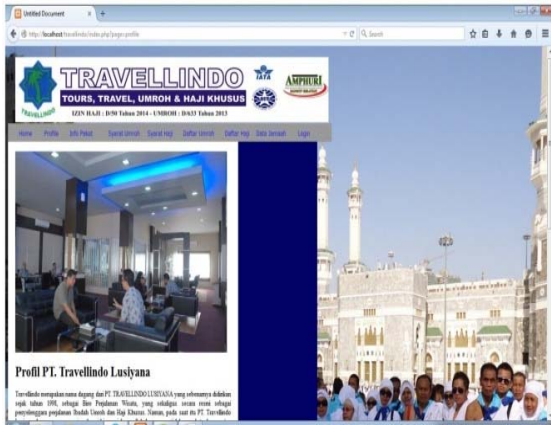 Untitled Document
http://localhost/travellindo/index.php?page=profile
Search
TRAVELLINDO
TOURS, TRAVEL, UMROH & HAJI KHUSUS
IZIN HAJI : D/50 Tahun 2014 - UMROH : D/633 Tahun 2013
TRAVELLINDO
IATA
AMPHURI
Home Profile Info Paket Syarat Umroh Syarat Haji Daftar Umroh Daftar Haji Data Jamaah Login
Profil PT. Travellindo Lusiyana
Travellindo merupakan nama dagang dari PT. TRAVELLINDO LUSIYANA yang sebenarnya didirikan
sejak tahun 1991, sebagai Biro Perjalanan Wisata, yang sekaligus secara resmi sebagai
penyelenggara perjalanan Ibadah Umroh dan Haji Khusus. Namun, pada saat itu PT. Travellindo